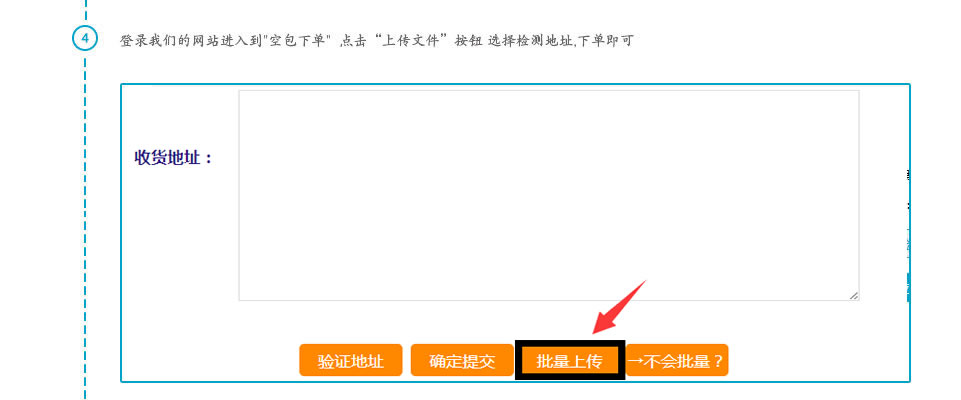 4
登录我们的网站进入到"空包下单" ,点击“上传文件”按钮 选择检测地址,下单即可
收货地址：
验证地址
确定提交
批量上传
→不会批量？